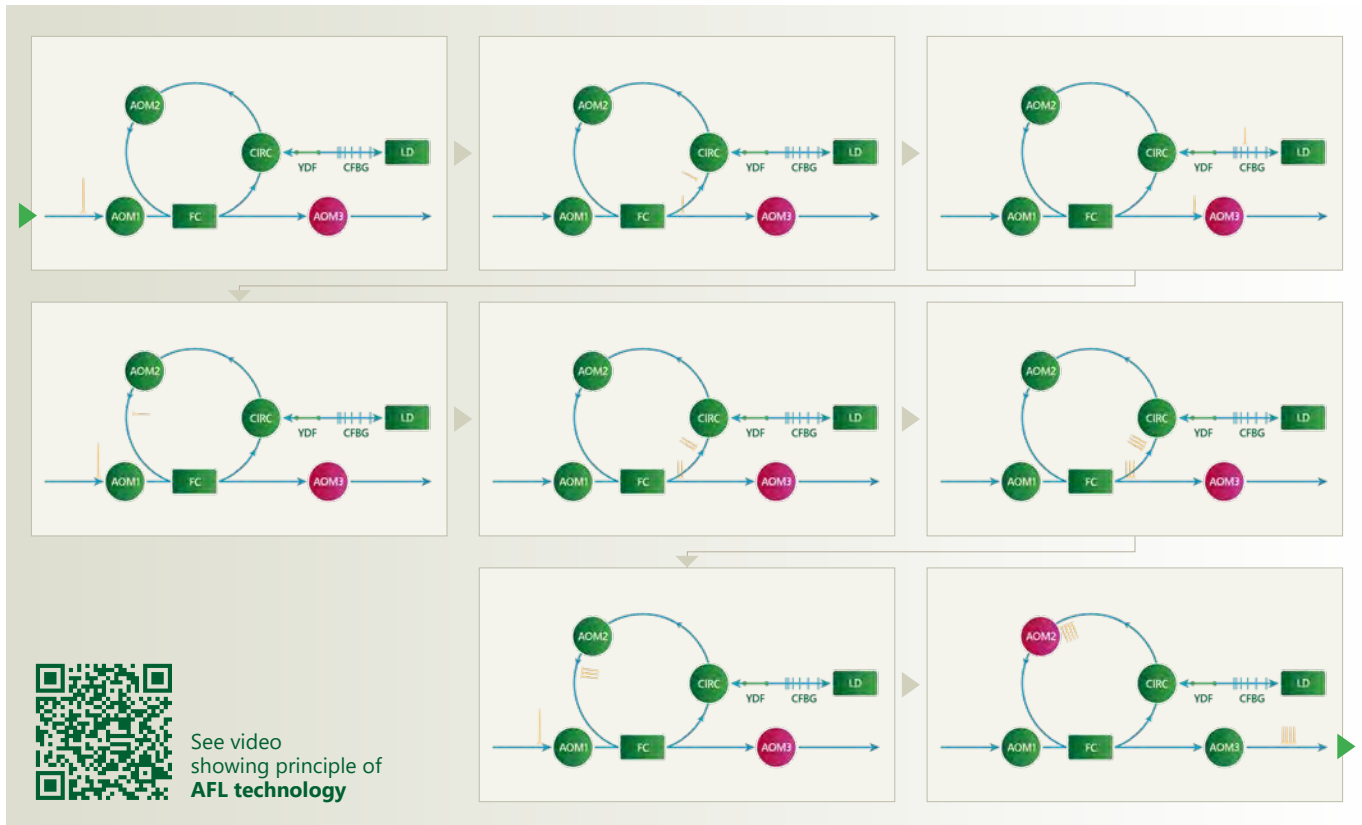 AOM2
CIRC
YDF
CFBG
LD
AOM1
FC
AOM3
AOM2
CIRC
YDF
CFBG
LD
AOM1
FC
AOM3
AOM2
CIRC
YDF
CFBG
LD
AOM1
FC
AOM3
AOM2
CIRC
YDF
CFBG
LD
AOM1
FC
AOM3
AOM2
CIRC
YDF
CFBG
LD
AOM1
FC
AOM3
AOM2
CIRC
YDF
CFBG
LD
AOM1
FC
AOM3
See video
showing principle of
AFL technology
AOM2
CIRC
YDF
CFBG
LD
AOM1
FC
AOM3
AOM2
CIRC
YDF
CFBG
LD
AOM1
FC
AOM3